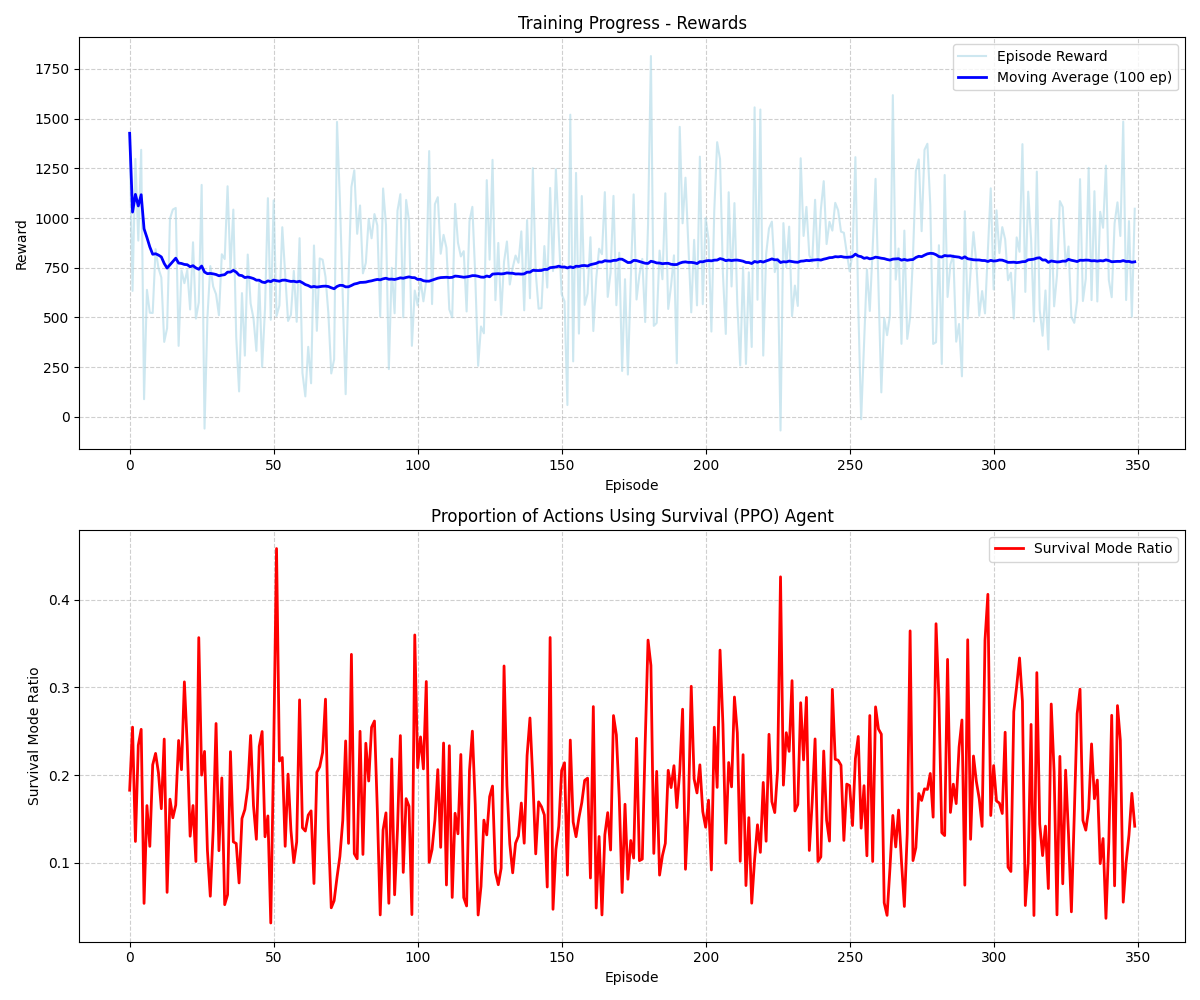 Training Progress - Rewards
Episode Reward
Moving Average (100 ep)
Reward
1750
1500
1250
1000
750
500
250
0
0 50 100 150 200 250 300 350
Episode
Proportion of Actions Using Survival (PPO) Agent
Survival Mode Ratio
Survival Mode Ratio
0.4
0.3
0.2
0.1
0 50 100 150 200 250 300 350
Episode